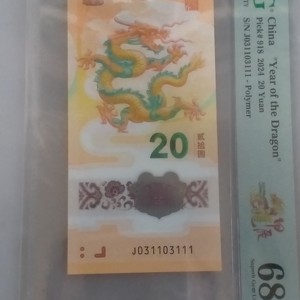 20
贰拾圆
J031103111
China "Year of the Dragon"
Pick# 918 2024 20 Yuan
S/N J031103111 - Polymer
68